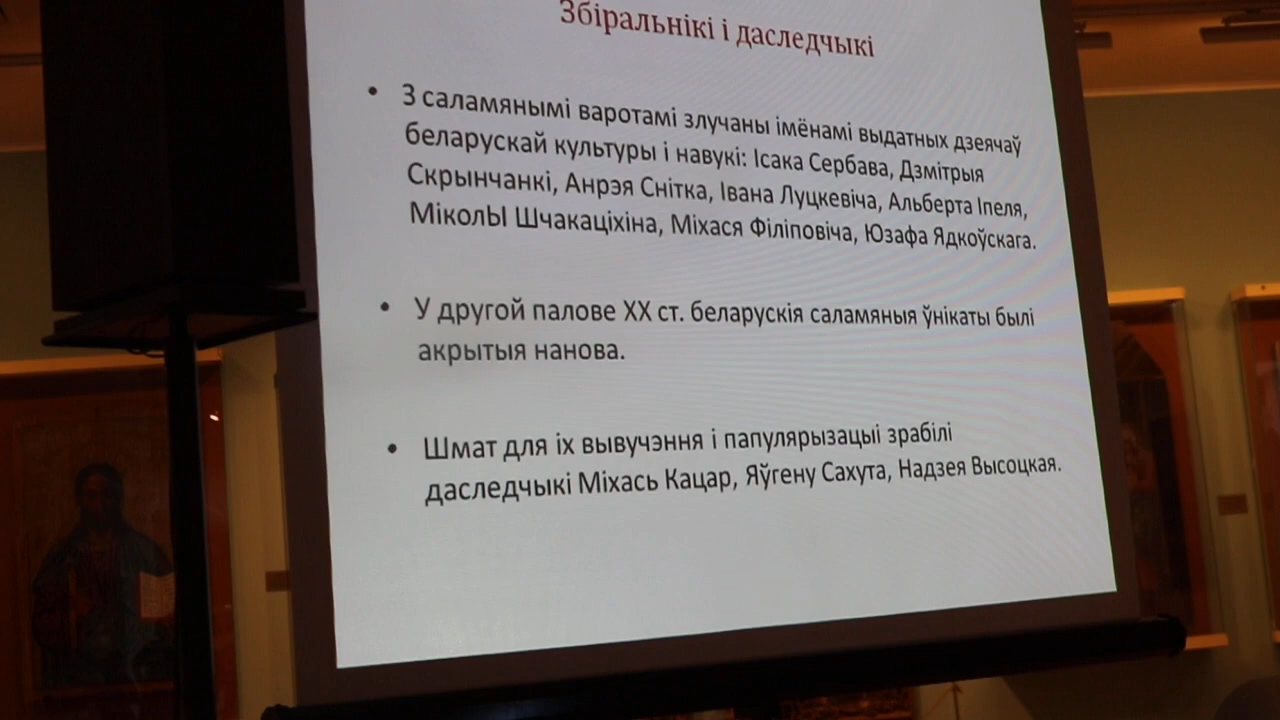 Збіральнікі і даследчыкі
• З саламянымі варотамі злучаны імёнамі выдатных дзеячаў
беларускай культуры і навукі: Ісака Сербава, Дзмітрыя
Скрынчанкі, Анрэя Снітка, Івана Луцкевіча, Альберта Іпеля,
МіколЫ Шчакаціхіна, Міхася Філіповіча, Юзафа Ядкоўскага.
• У другой палове ХХ ст. беларускія саламяныя ўнікаты былі
акрытыя нанова.
• Шмат для іх вывучэння і папулярызацыі зрабілі
даследчыкі Міхась Кацар, Яўгену Сахута, Надзея Высоцкая.